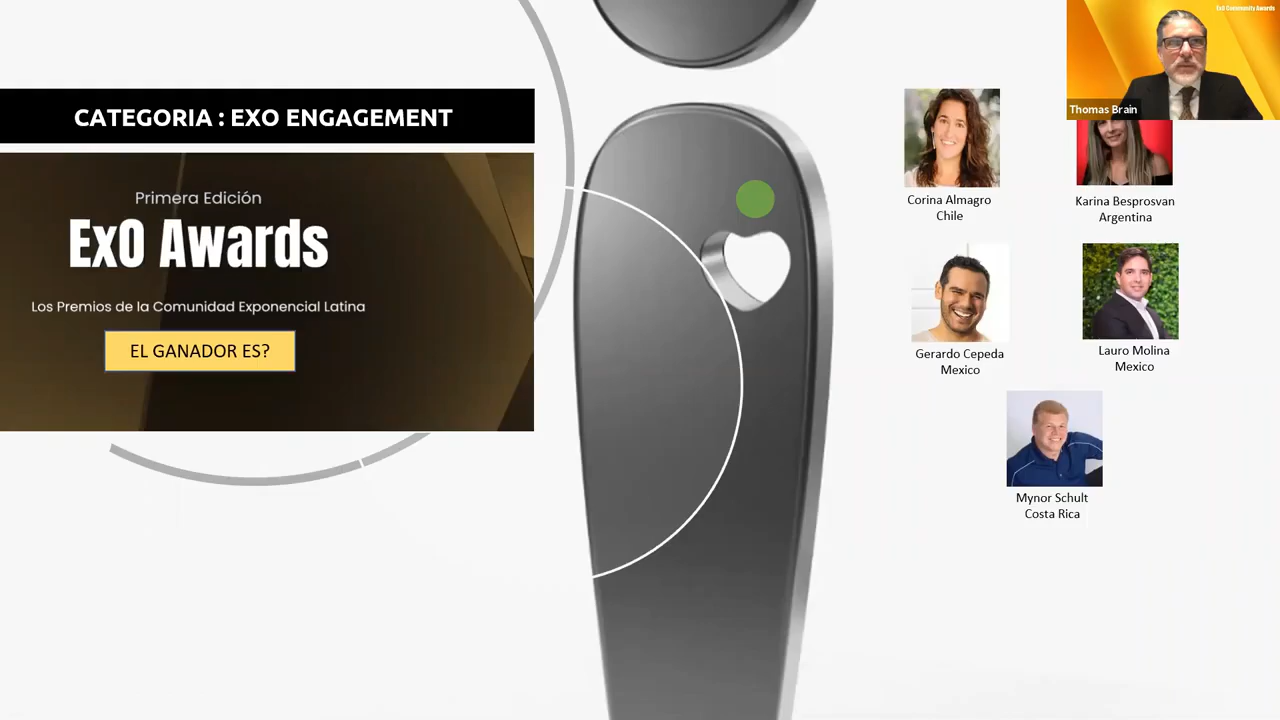 ExO Community Awards
Thomas Brain
CATEGORIA : EXO ENGAGEMENT
Primera Edición
ExO Awards
Los Premios de la Comunidad Exponencial Latina
EL GANADOR ES?
Corina Almagro
Chile
Karina Besprosvan
Argentina
Gerardo Cepeda
Mexico
Lauro Molina
Mexico
Mynor Schult
Costa Rica